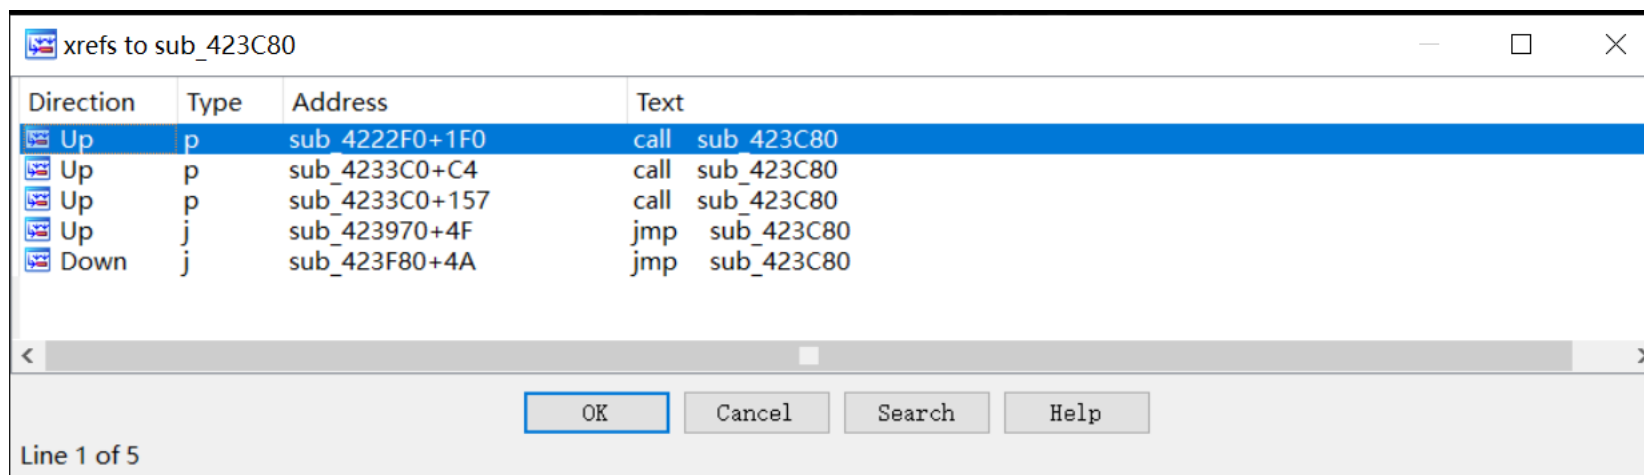 xrefs to sub_423C80
Direction Type Address Text
Up p sub_4222F0+1F0 call sub_423C80
Up p sub_4233C0+C4 call sub_423C80
Up p sub_4233C0+157 call sub_423C80
Up j sub_423970+4F jmp sub_423C80
Down j sub_423F80+4A jmp sub_423C80
OK Cancel Search Help
Line 1 of 5